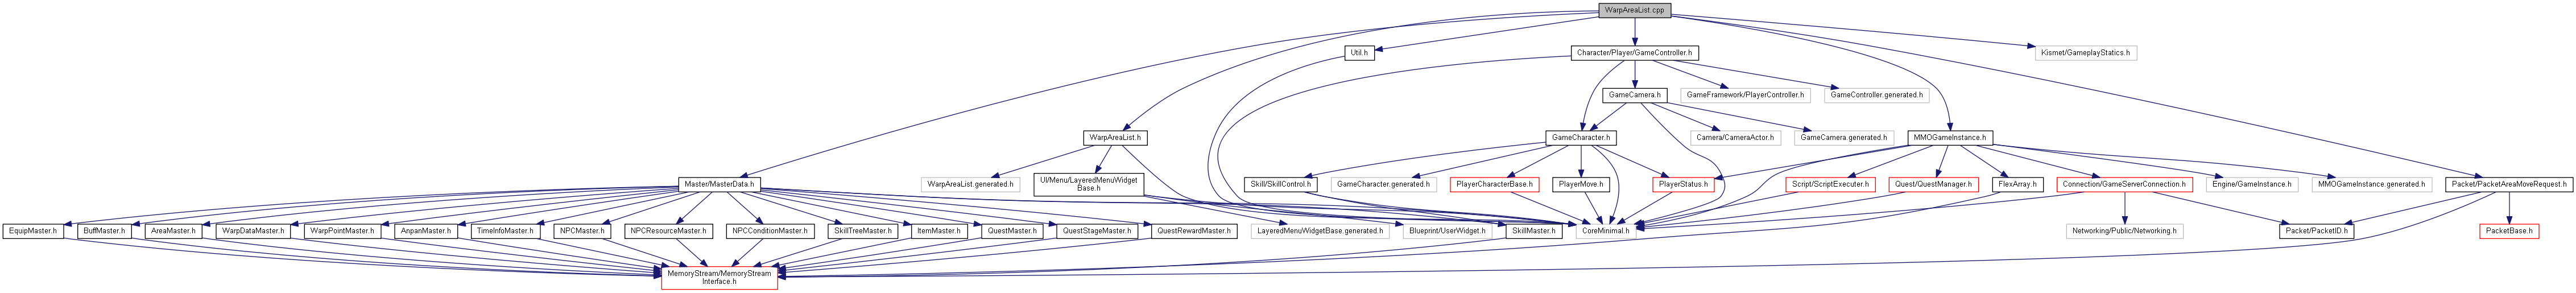 WarpAreaList.cpp
Util.h
Character/Player/GameController.h
Kismet/GameplayStatics.h
GameCamera.h
GameFramework/PlayerController.h
GameController.generated.h
WarpAreaList.h
GameCharacter.h
Camera/CameraActor.h
GameCamera.generated.h
MMOGameInstance.h
Master/MasterData.h
WarpAreaList.generated.h
UI/Menu/LayeredMenuWidget
Base.h
Skill/SkillControl.h
GameCharacter.generated.h
PlayerCharacterBase.h
PlayerMove.h
PlayerStatus.h
Script/ScriptExecuter.h
Quest/QuestManager.h
FlexArray.h
Connection/GameServerConnection.h
Engine/GameInstance.h
MMOGameInstance.generated.h
Packet/PacketAreaMoveRequest.h
EquipMaster.h
BuffMaster.h
AreaMaster.h
WarpDataMaster.h
WarpPointMaster.h
AnpanMaster.h
TimeInfoMaster.h
NPCMaster.h
NPCResourceMaster.h
NPCConditionMaster.h
SkillTreeMaster.h
ItemMaster.h
QuestMaster.h
QuestStageMaster.h
QuestRewardMaster.h
LayeredMenuWidgetBase.generated.h
Blueprint/UserWidget.h
SkillMaster.h
CoreMinimal.h
Networking/Public/Networking.h
Packet/PacketID.h
PacketBase.h
MemoryStream/MemoryStream
Interface.h